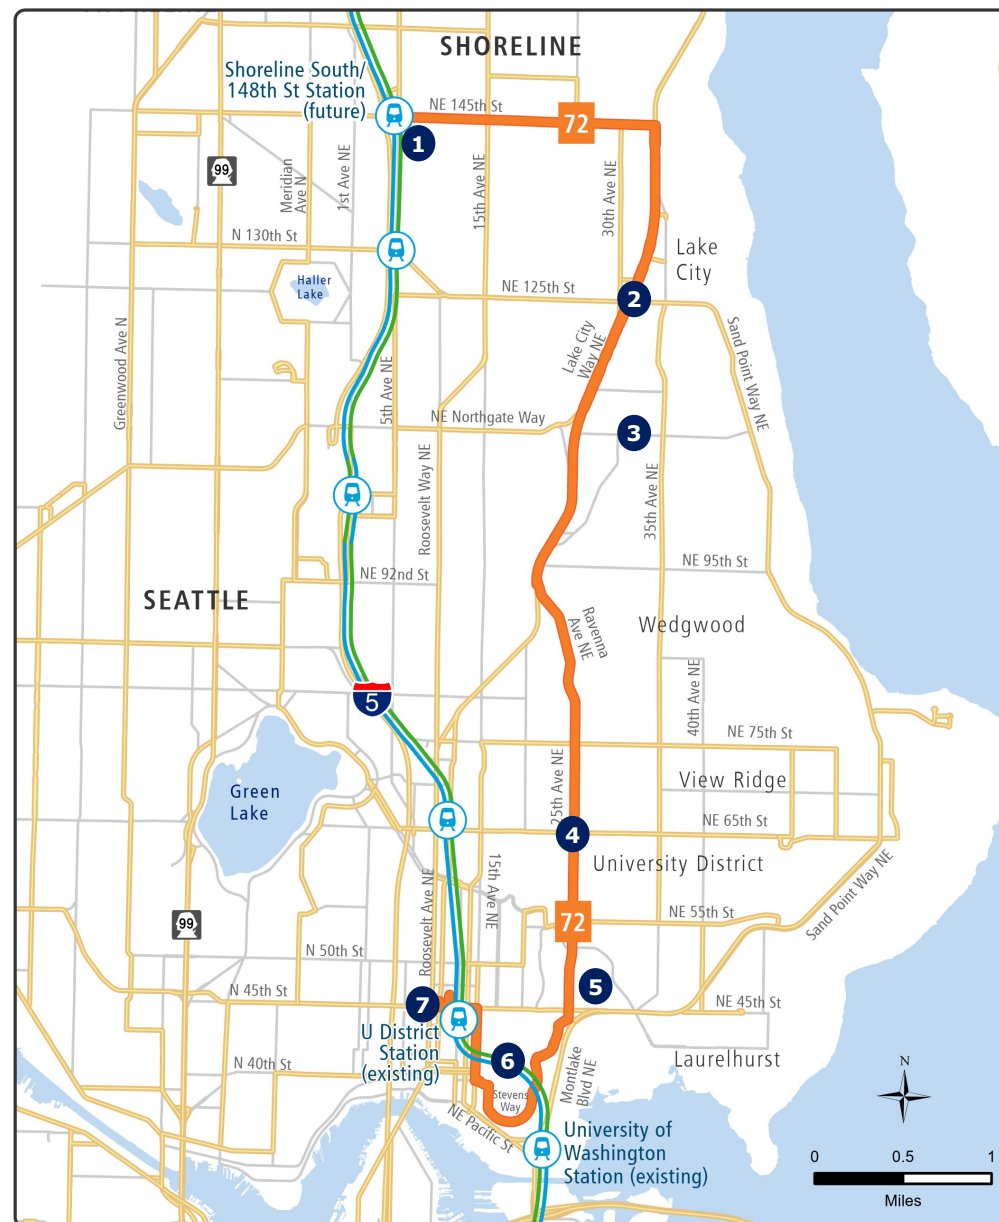 SHORELINE
Shoreline South/
148th St Station
(future)
NE 145th St
72
1
99
Meridian
Ave N
1st Ave NE
15th Ave NE
30th Ave NE
N 130th St
Lake
City
Haller
Lake
NE 125th St
2
Greenwood Ave N
5th Ave NE
Lake City
Way NE
Sand Point Way NE
NE Northgate Way
3
Roosevelt Way NE
35th Ave NE
NE 95th St
NE 92nd St
SEATTLE
Ravenna
Ave NE
Wedgwood
40th Ave NE
5
NE 75th St
25th Ave NE
View Ridge
Green
Lake
NE 65th St
4
University District
15th Ave NE
Sand Point Way NE
Roosevelt Ave NE
72
NE 55th St
99
N 50th St
5
N 45th St
7
NE 45th St
U District
Station
(existing)
6
N 40th St
Laurelhurst
Montlake
Blvd NE
Stevens
Way
NE Pacific St
University of
Washington
Station (existing)
N
0 0.5 1
Miles